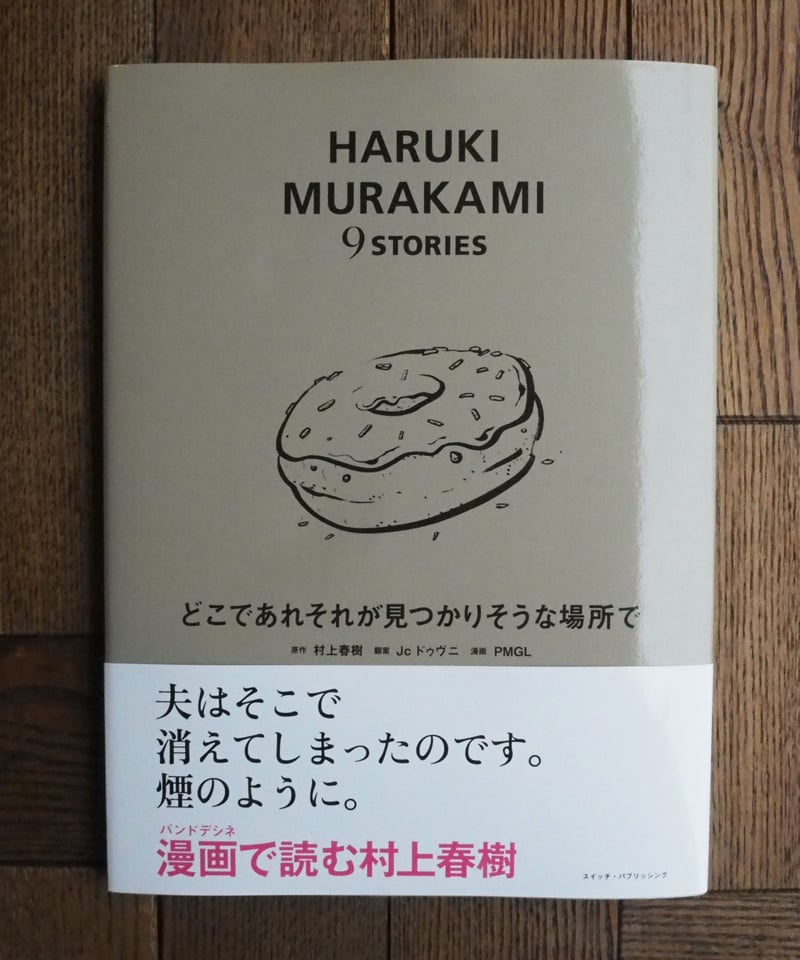 HARUKI
MURAKAMI
9 STORIES
どこであれそれが見つかりそうな場所で
原作 村上春樹 翻案 Jc ドゥヴニ 漫画 PMGL
夫はそこで
消えてしまったのです。
煙のように。
バンドデシネ
漫画で読む村上春樹
スイッチ・パブリッシング